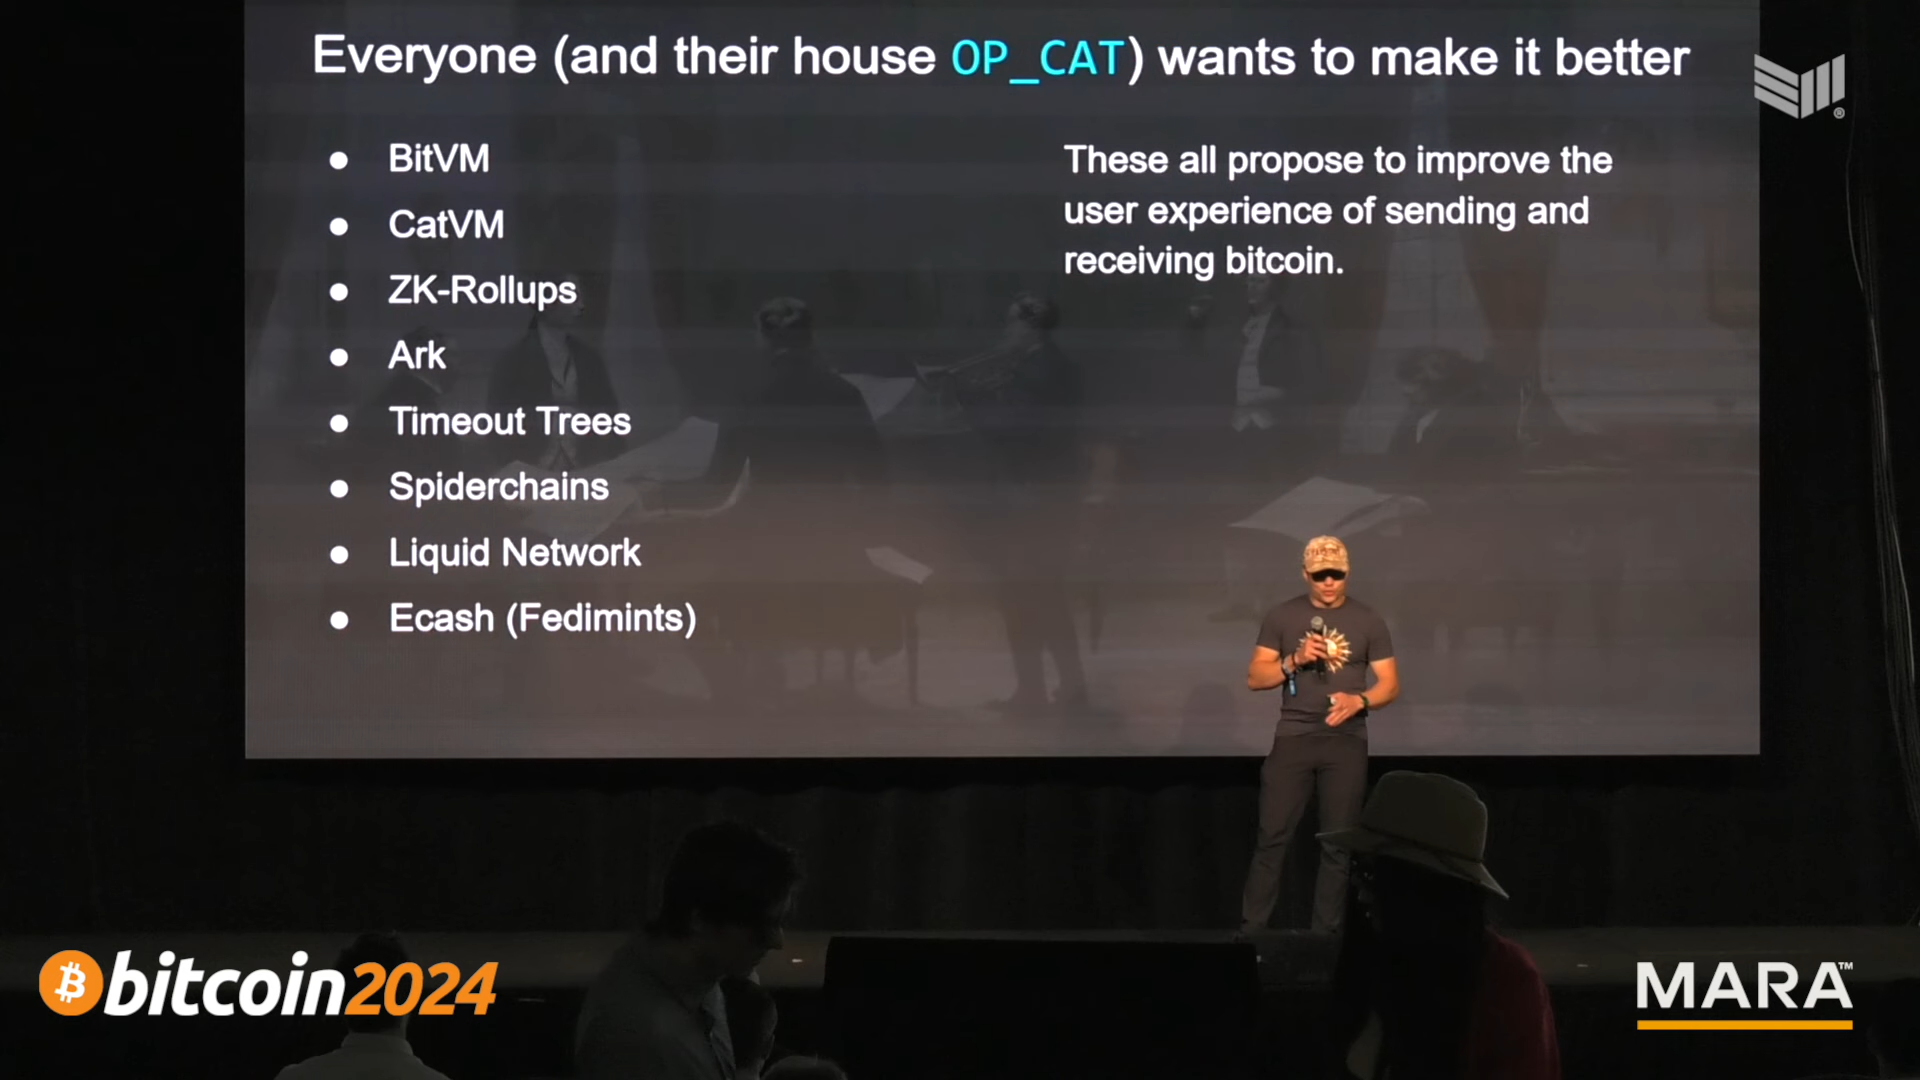 Everyone (and their house OP_CAT) wants to make it better
● BitVM
● CatVM
● ZK-Rollups
● Ark
● Timeout Trees
● Spiderchains
● Liquid Network
● Ecash (Fedimints)
These all propose to improve the
user experience of sending and
receiving bitcoin.
®
bitcoin2024
MARA™